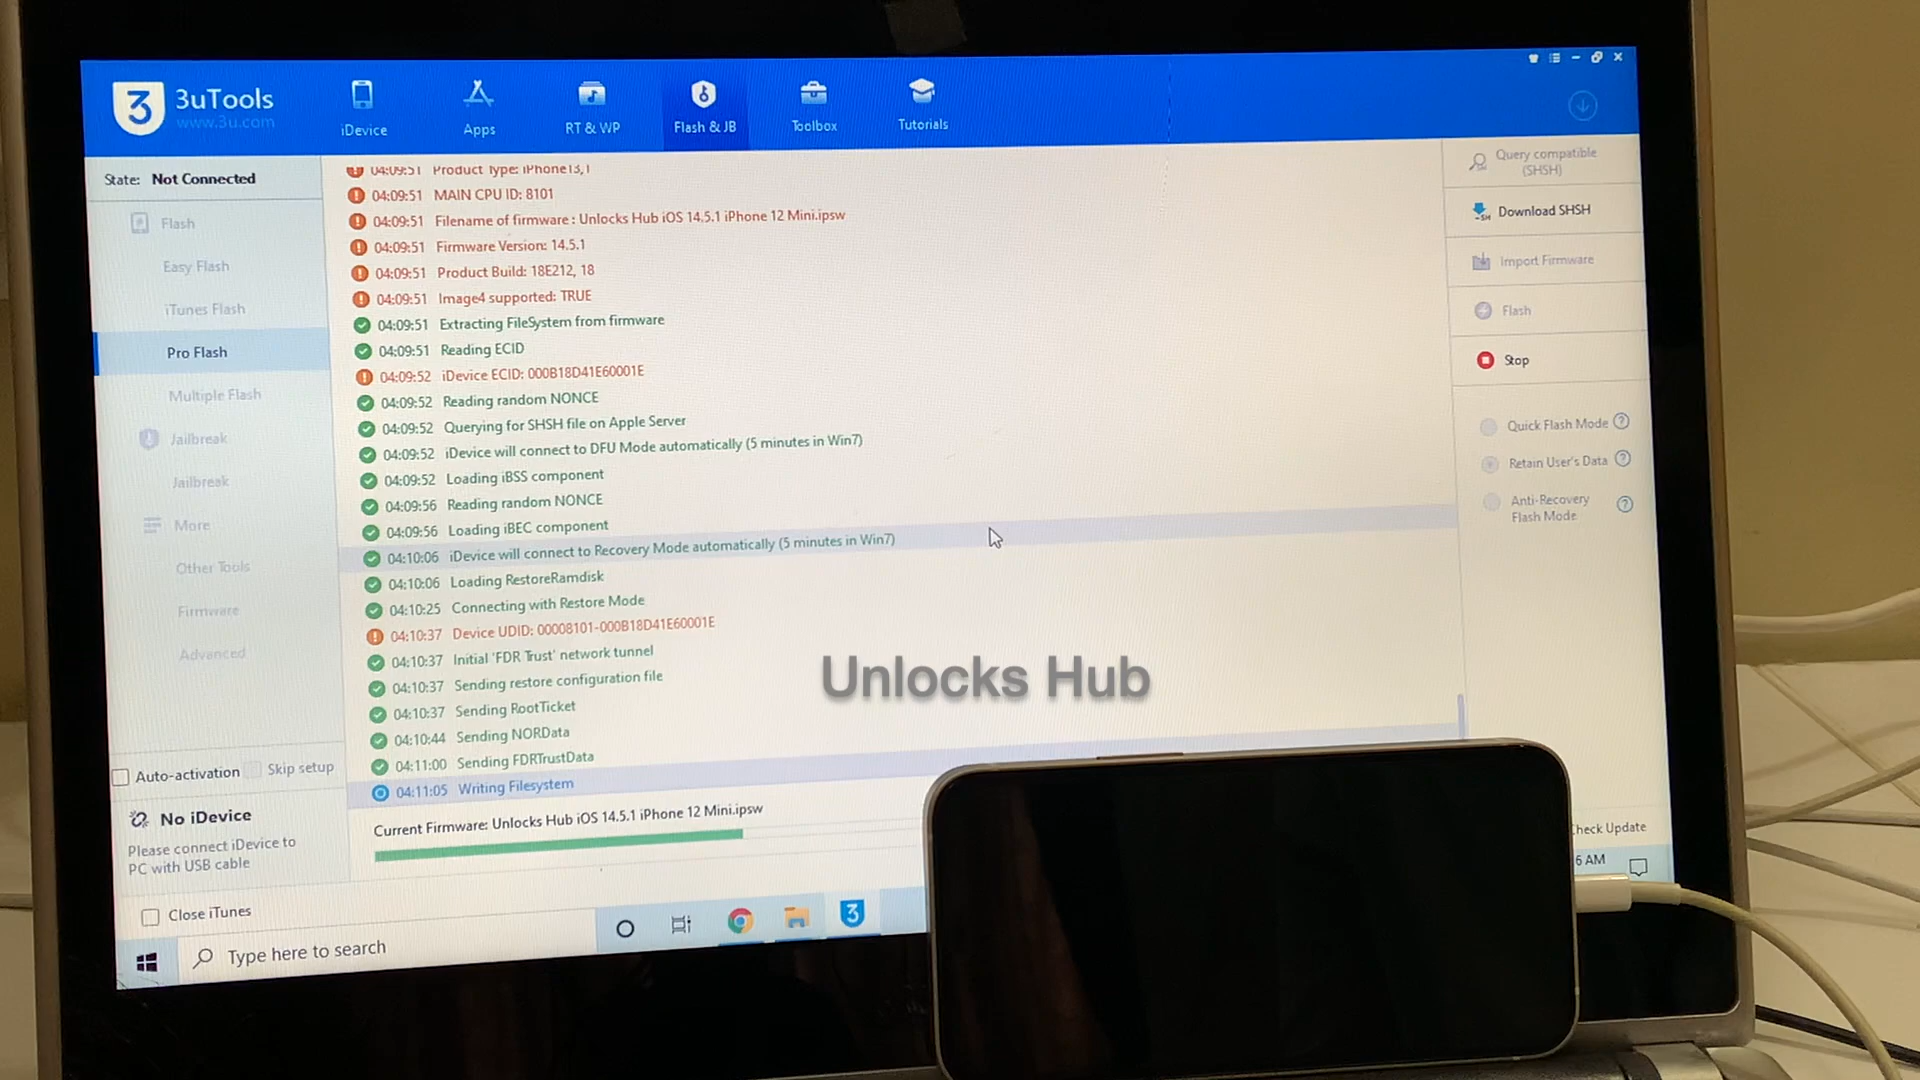 3 3uTools
www.3u.com
iDevice
Apps
RT & WP
Flash & JB
Toolbox
Tutorials
State: Not Connected
Flash
Easy Flash
iTunes Flash
Pro Flash
Multiple Flash
Jailbreak
Jailbreak
More
Other Tools
Firmware
Advanced
Auto-activation Skip setup
No iDevice
Please connect iDevice to
PC with USB cable
Close iTunes
04:09:51 Product Type: iPhone13,1
04:09:51 MAIN CPU ID: 8101
04:09:51 Filename of firmware : Unlocks Hub iOS 14.5.1 iPhone 12 Mini.ipsw
04:09:51 Firmware Version: 14.5.1
04:09:51 Product Build: 18E212, 18
04:09:51 Image4 supported: TRUE
04:09:51 Extracting FileSystem from firmware
04:09:51 Reading ECID
04:09:52 iDevice ECID: 000B18D41E60001E
04:09:52 Reading random NONCE
04:09:52 Querying for SHSH file on Apple Server
04:09:52 iDevice will connect to DFU Mode automatically (5 minutes in Win7)
04:09:52 Loading iBSS component
04:09:56 Reading random NONCE
04:09:56 Loading iBEC component
04:10:06 iDevice will connect to Recovery Mode automatically (5 minutes in Win7)
04:10:06 Loading RestoreRamdisk
04:10:25 Connecting with Restore Mode
04:10:37 Device UDID: 00008101-000B18D41E60001E
04:10:37 Initial 'FDR Trust' network tunnel
04:10:37 Sending restore configuration file
04:10:37 Sending RootTicket
04:10:44 Sending NORData
04:11:00 Sending FDRTrustData
04:11:05 Writing Filesystem
Current Firmware: Unlocks Hub iOS 14.5.1 iPhone 12 Mini.ipsw
Query compatible
(SHSH)
Download SHSH
Import Firmware
Flash
Stop
Quick Flash Mode ?
Retain User's Data ?
Anti-Recovery
Flash Mode ?
Unlocks Hub
Check Update
6 AM
Type here to search
3